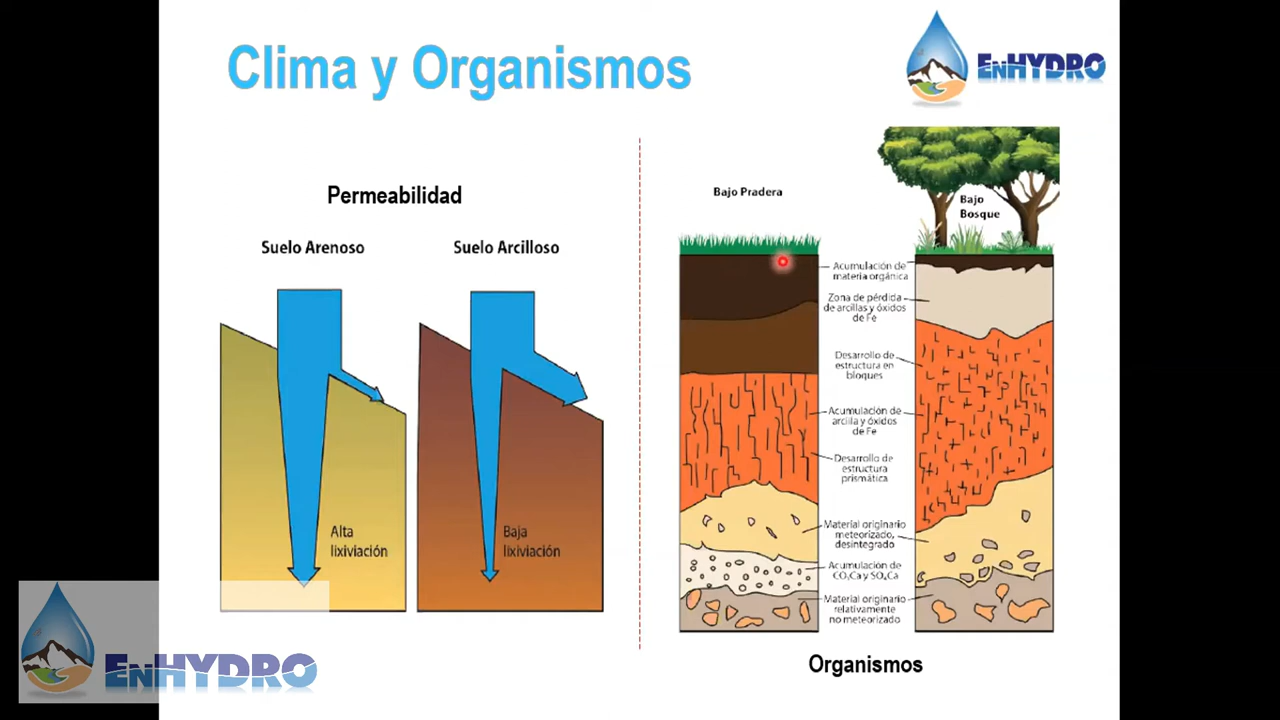 Clima y Organismos
EnHYDRO
Permeabilidad
Suelo Arenoso
Suelo Arcilloso
Alta
lixiviación
Baja
lixiviación
Bajo Pradera
Bajo
Bosque
Acumulación de
materia orgánica
Zona de pérdida
de arcillas y óxidos
de Fe
Desarrollo de
estructura en
bloques
Acumulación de
arcilla y óxidos
de Fe
Desarrollo de
estructura
prismática
Material originario
meteorizado,
desintegrado
Acumulación de
CO₃Ca y SO₄Ca
Material originario
relativamente
no meteorizado
Organismos
EnHYDRO